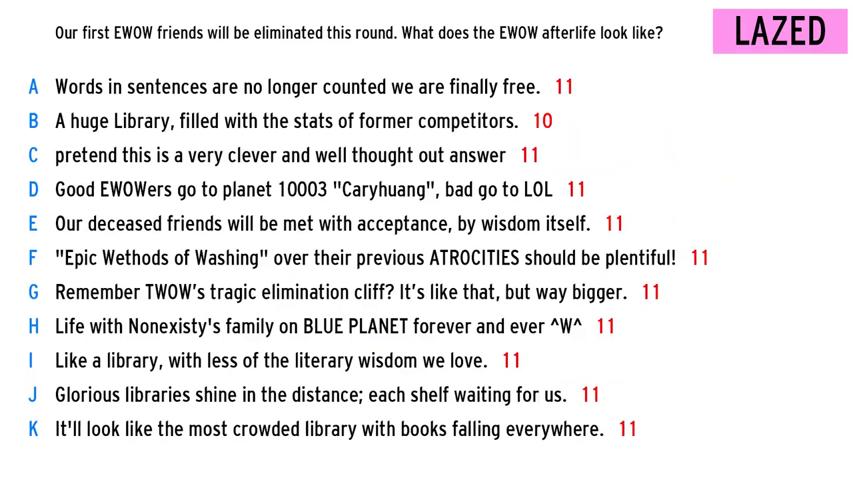 Our first EWOW friends will be eliminated this round. What does the EWOW afterlife look like?
LAZED
A Words in sentences are no longer counted we are finally free. 11
B A huge Library, filled with the stats of former competitors. 10
C pretend this is a very clever and well thought out answer 11
D Good EWOWers go to planet 10003 "Caryhuang", bad go to LOL 11
E Our deceased friends will be met with acceptance, by wisdom itself. 11
F "Epic Wethods of Washing" over their previous ATROCITIES should be plentiful! 11
G Remember TWOW’s tragic elimination cliff? It’s like that, but way bigger. 11
H Life with Nonexisty's family on BLUE PLANET forever and ever ^W^ 11
I Like a library, with less of the literary wisdom we love. 11
J Glorious libraries shine in the distance; each shelf waiting for us. 11
K It'll look like the most crowded library with books falling everywhere. 11